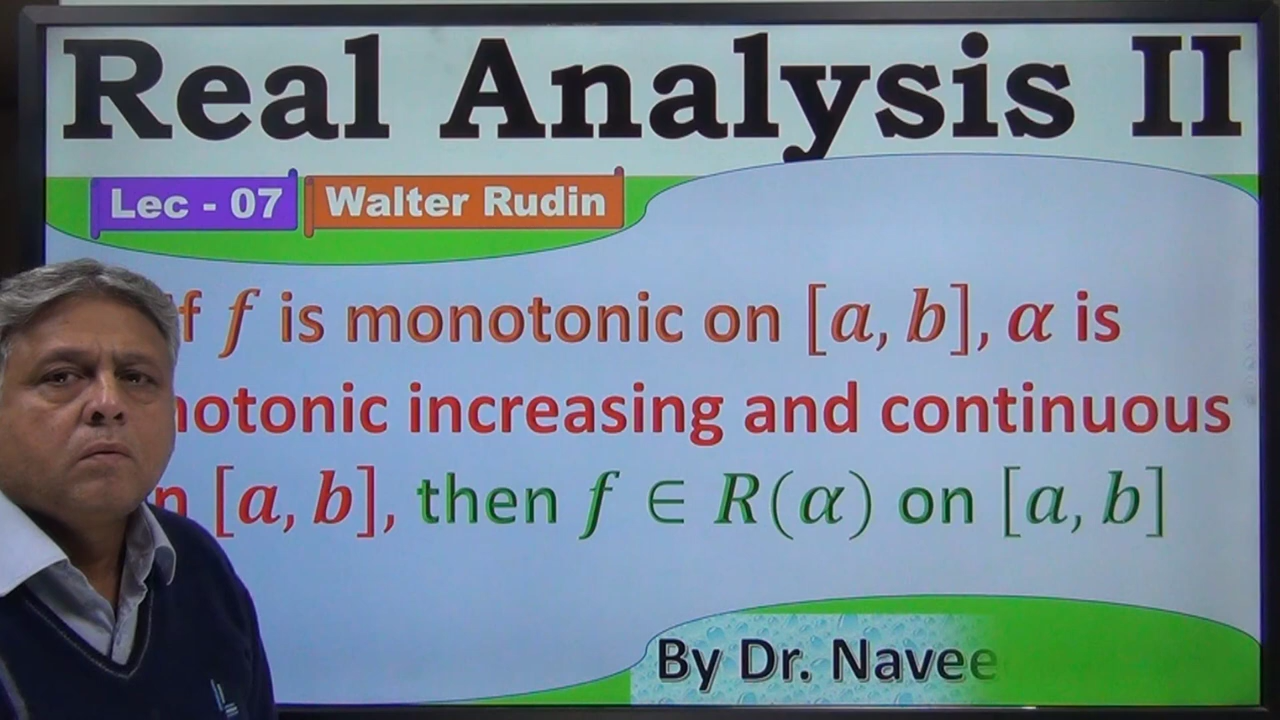 Real Analysis II
Lec - 07 Walter Rudin
f is monotonic on [a, b], α is
increasing and continuous
[a, b], then f ∈ R(α) on [a, b]
By Dr. Navee